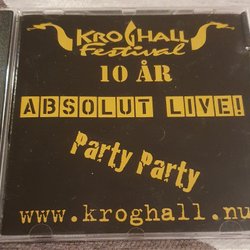 KROGHALL
Festival
10 ÅR
ABSOLUT LIVE!
Party Party
www.kroghall.nu